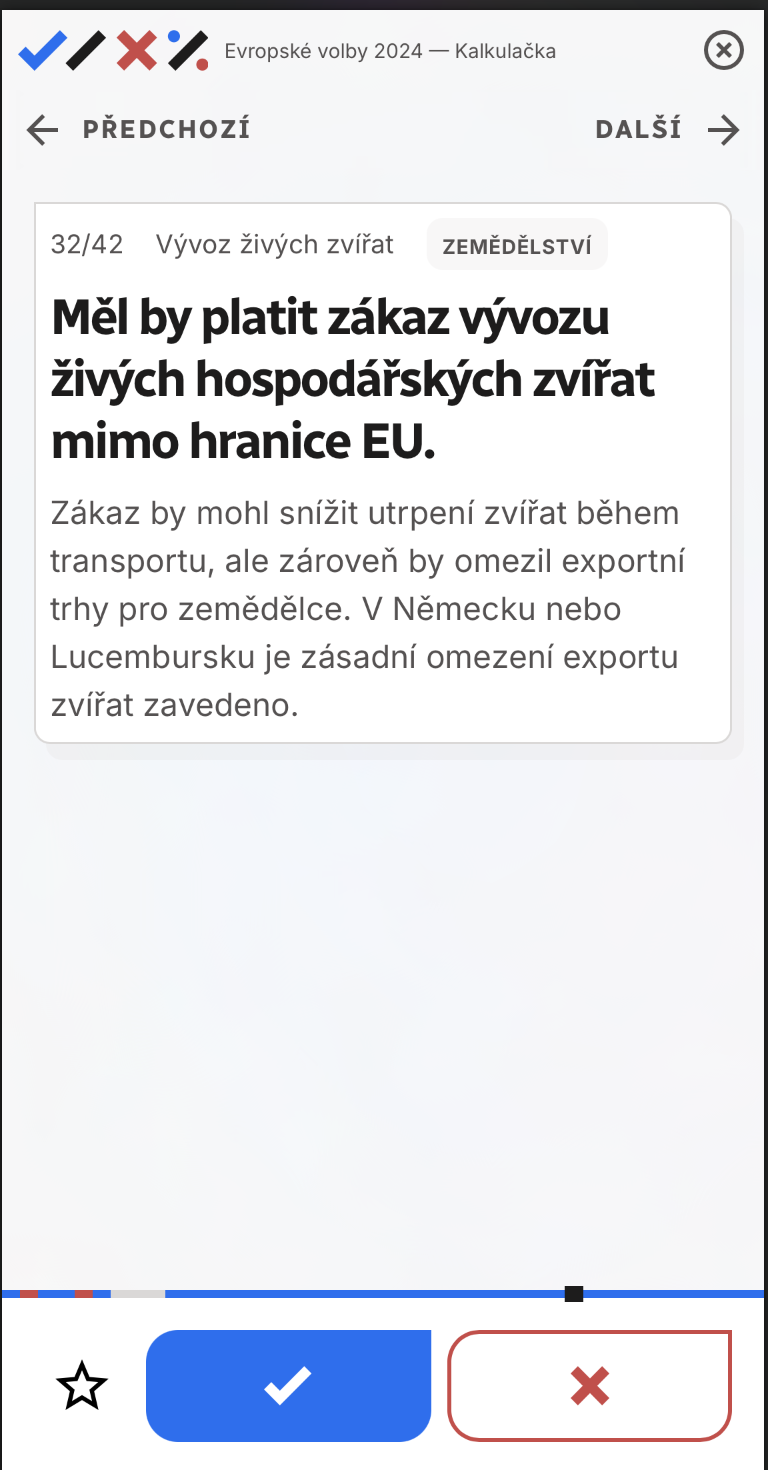 Evropské volby 2024 — Kalkulačka
PŘEDCHOZÍ
DALŠÍ
32/42 Vývoz živých zvířat ZEMĚDĚLSTVÍ
Měl by platit zákaz vývozu
živých hospodářských zvířat
mimo hranice EU.
Zákaz by mohl snížit utrpení zvířat během
transportu, ale zároveň by omezil exportní
trhy pro zemědělce. V Německu nebo
Lucembursku je zásadní omezení exportu
zvířat zavedeno.